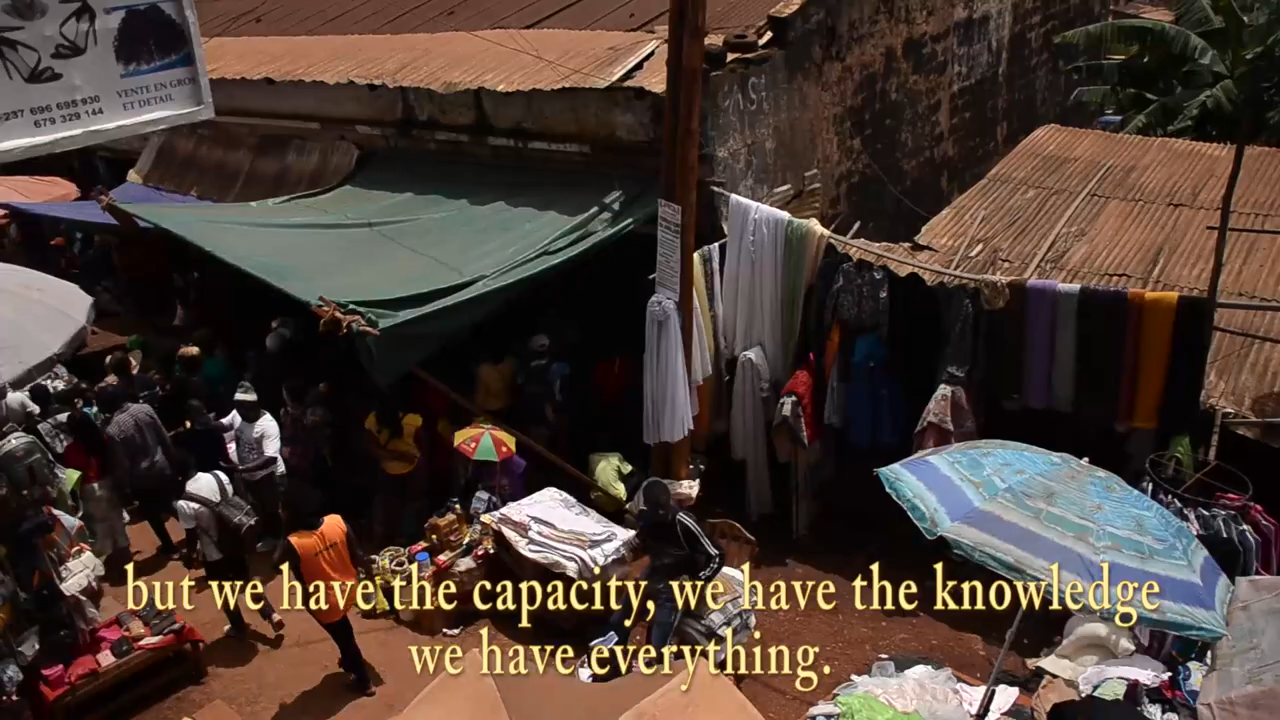 VENTE EN GROS
ET DETAIL
237 696 695 930
679 329 144
but we have the capacity, we have the knowledge
we have everything.